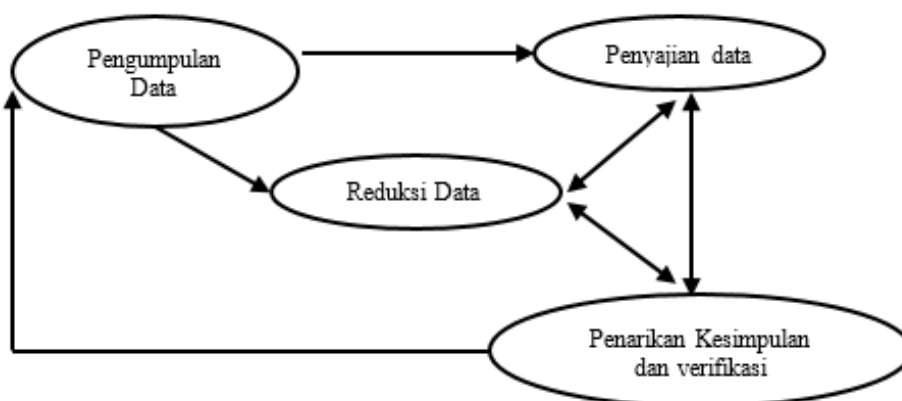 Pengumpulan
Data
Penyajian data
Reduksi Data
Penarikan Kesimpulan
dan verifikasi